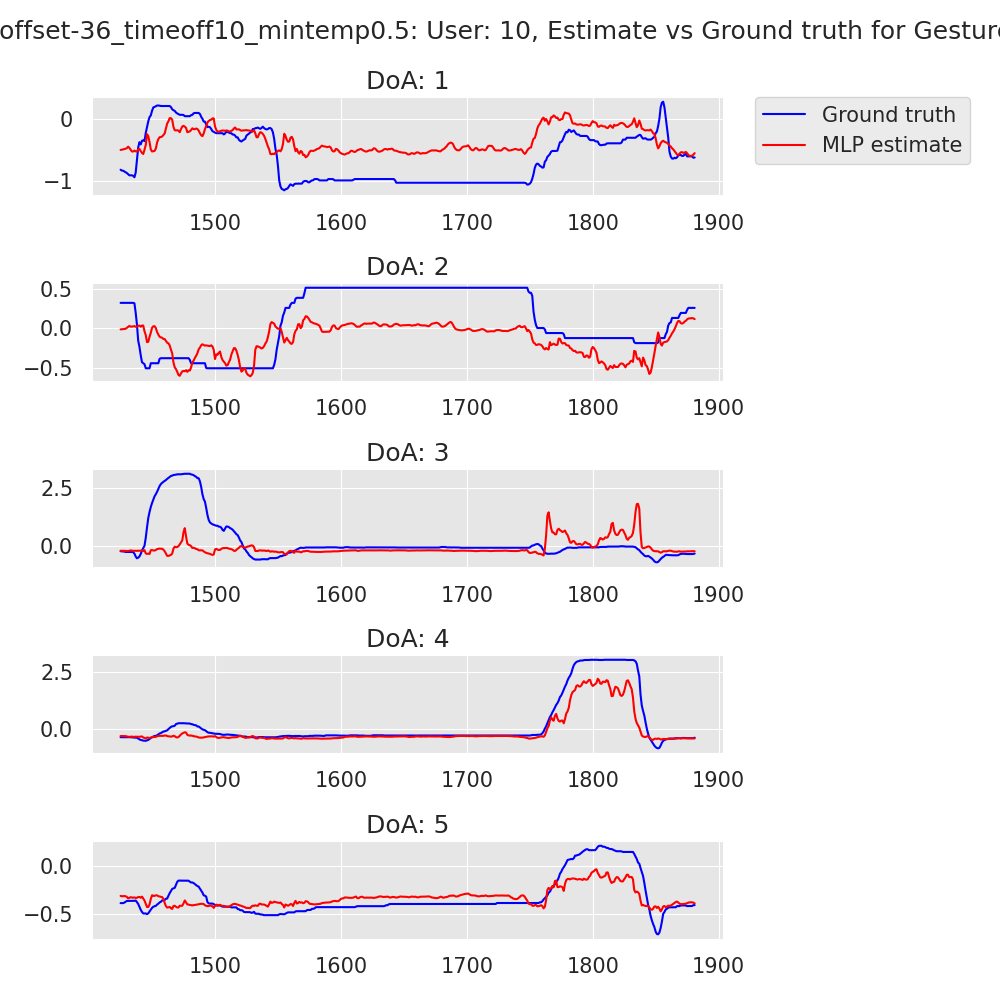 offset-36_timeoff10_mintemp0.5: User: 10, Estimate vs Ground truth for
DoA: 1
Ground truth
MLP estimate
0
−1
1500 1600 1700 1800 1900
DoA: 2
0.5
0.0
−0.5
1500 1600 1700 1800 1900
DoA: 3
2.5
0.0
1500 1600 1700 1800 1900
DoA: 4
2.5
0.0
1500 1600 1700 1800 1900
DoA: 5
0.0
−0.5
1500 1600 1700 1800 1900